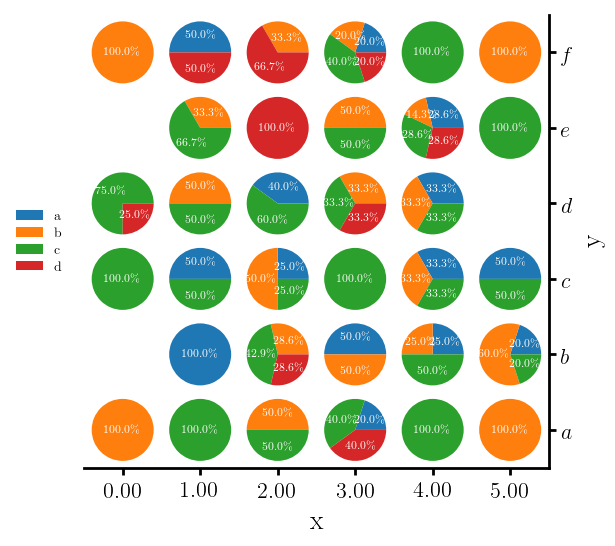 100.0% 50.0% 50.0% 33.3% 66.7% 20.0% 20.0% 40.0% 20.0% 100.0% 100.0% f
33.3% 66.7% 100.0% 50.0% 50.0% 28.6% 14.3% 28.6% 28.6% 100.0% e
75.0% 25.0% 50.0% 50.0% 40.0% 60.0% 33.3% 33.3% 33.3% 33.3% 33.3% 33.3% d
a
b
c
d
y
100.0% 50.0% 50.0% 25.0% 50.0% 25.0% 100.0% 33.3% 33.3% 33.3% 50.0% 50.0% c
100.0% 28.6% 42.9% 28.6% 50.0% 50.0% 25.0% 25.0% 50.0% 20.0% 60.0% 20.0% b
100.0% 100.0% 50.0% 50.0% 20.0% 40.0% 40.0% 100.0% 100.0% a
0.00 1.00 2.00 3.00 4.00 5.00
x